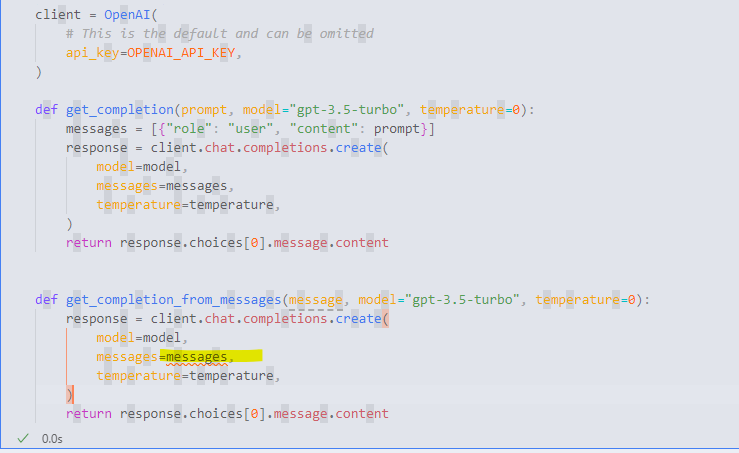 client = OpenAI(
    # This is the default and can be omitted
    api_key=OPENAI_API_KEY,
)
def get_completion(prompt, model="gpt-3.5-turbo", temperature=0):
    messages = [{"role": "user", "content": prompt}]
    response = client.chat.completions.create(
        model=model,
        messages=messages,
        temperature=temperature,
    )
    return response.choices[0].message.content
def get_completion_from_messages(message, model="gpt-3.5-turbo", temperature=0):
    response = client.chat.completions.create(
        model=model,
        messages=messages,
        temperature=temperature,
    )
    return response.choices[0].message.content
0.0s